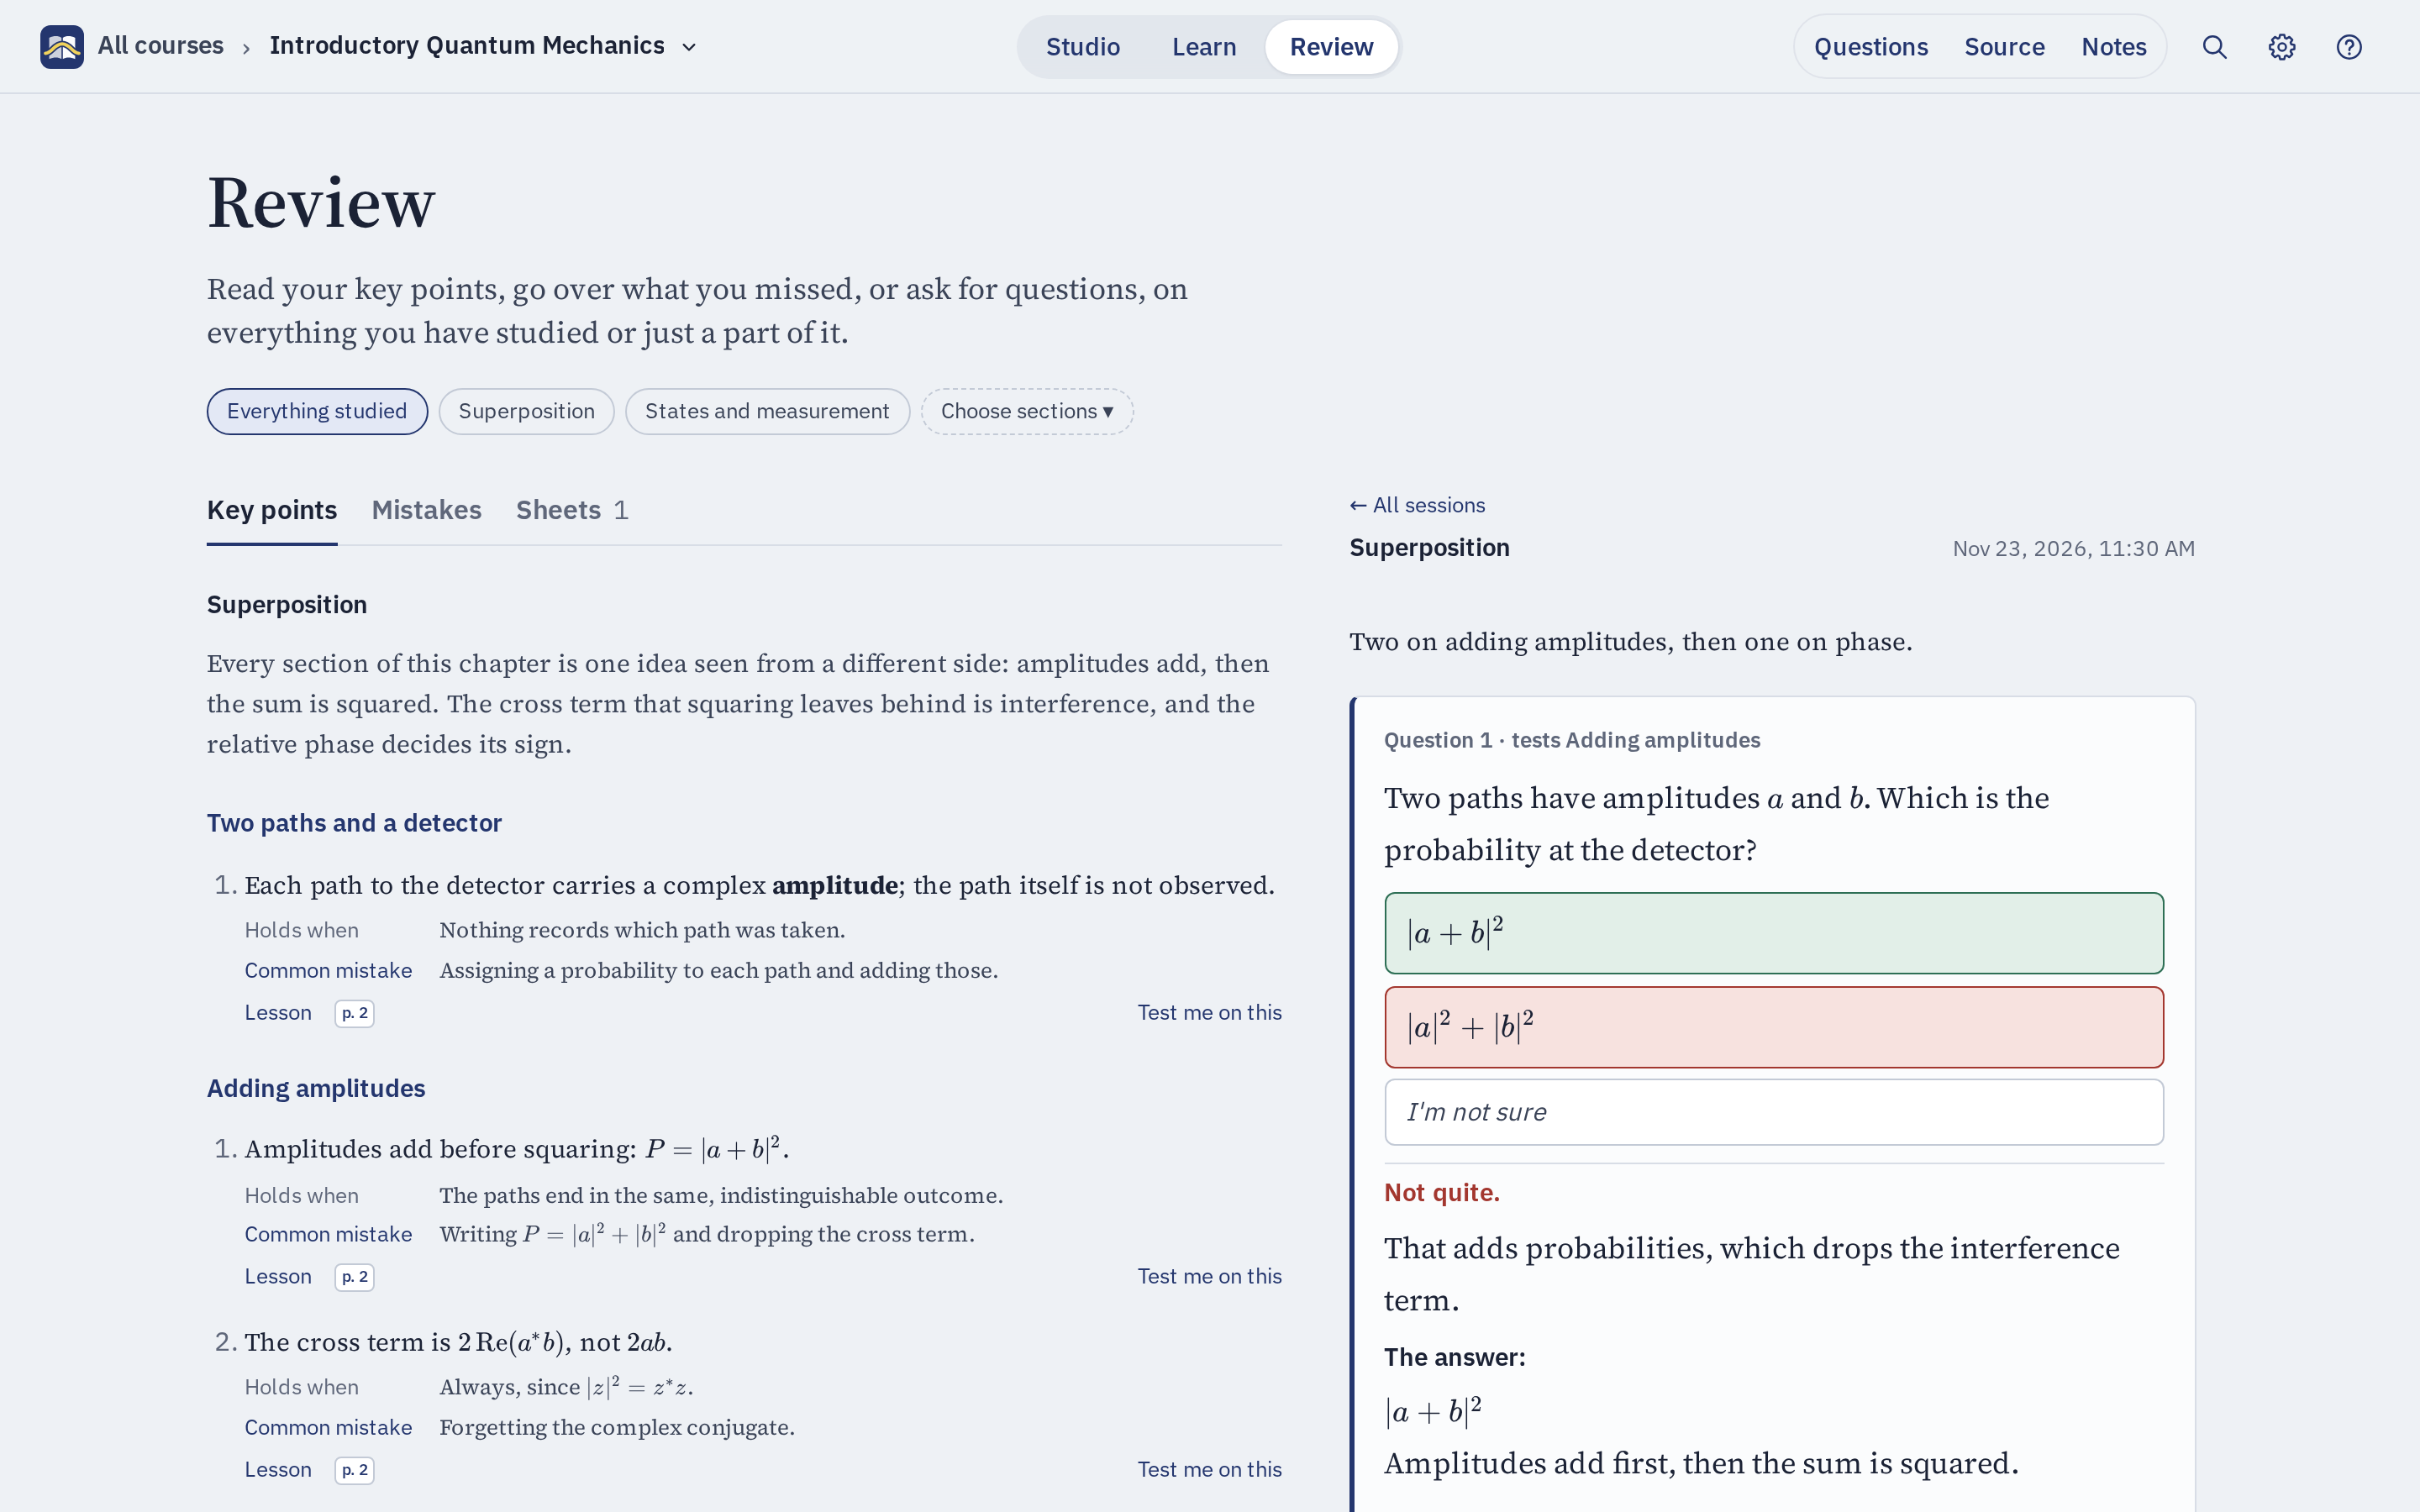 All courses › Introductory Quantum Mechanics
Studio Learn Review
Questions Source Notes
Review
Read your key points, go over what you missed, or ask for questions, on
everything you have studied or just a part of it.
Everything studied Superposition States and measurement Choose sections ▾
Key points Mistakes Sheets 1
Superposition
Every section of this chapter is one idea seen from a different side: amplitudes add, then
the sum is squared. The cross term that squaring leaves behind is interference, and the
relative phase decides its sign.
Two paths and a detector
1. Each path to the detector carries a complex amplitude; the path itself is not observed.
Holds when Nothing records which path was taken.
Common mistake Assigning a probability to each path and adding those.
Lesson p. 2 Test me on this
Adding amplitudes
1. Amplitudes add before squaring: P = |a + b|².
Holds when The paths end in the same, indistinguishable outcome.
Common mistake Writing P = |a|² + |b|² and dropping the cross term.
Lesson p. 2 Test me on this
2. The cross term is 2 Re(a*b), not 2ab.
Holds when Always, since |z|² = z*z.
Common mistake Forgetting the complex conjugate.
Lesson p. 2 Test me on this
← All sessions
Superposition Nov 23, 2026, 11:30 AM
Two on adding amplitudes, then one on phase.
Question 1 · tests Adding amplitudes
Two paths have amplitudes a and b. Which is the
probability at the detector?
|a + b|²
|a|² + |b|²
I'm not sure
Not quite.
That adds probabilities, which drops the interference
term.
The answer:
|a + b|²
Amplitudes add first, then the sum is squared.